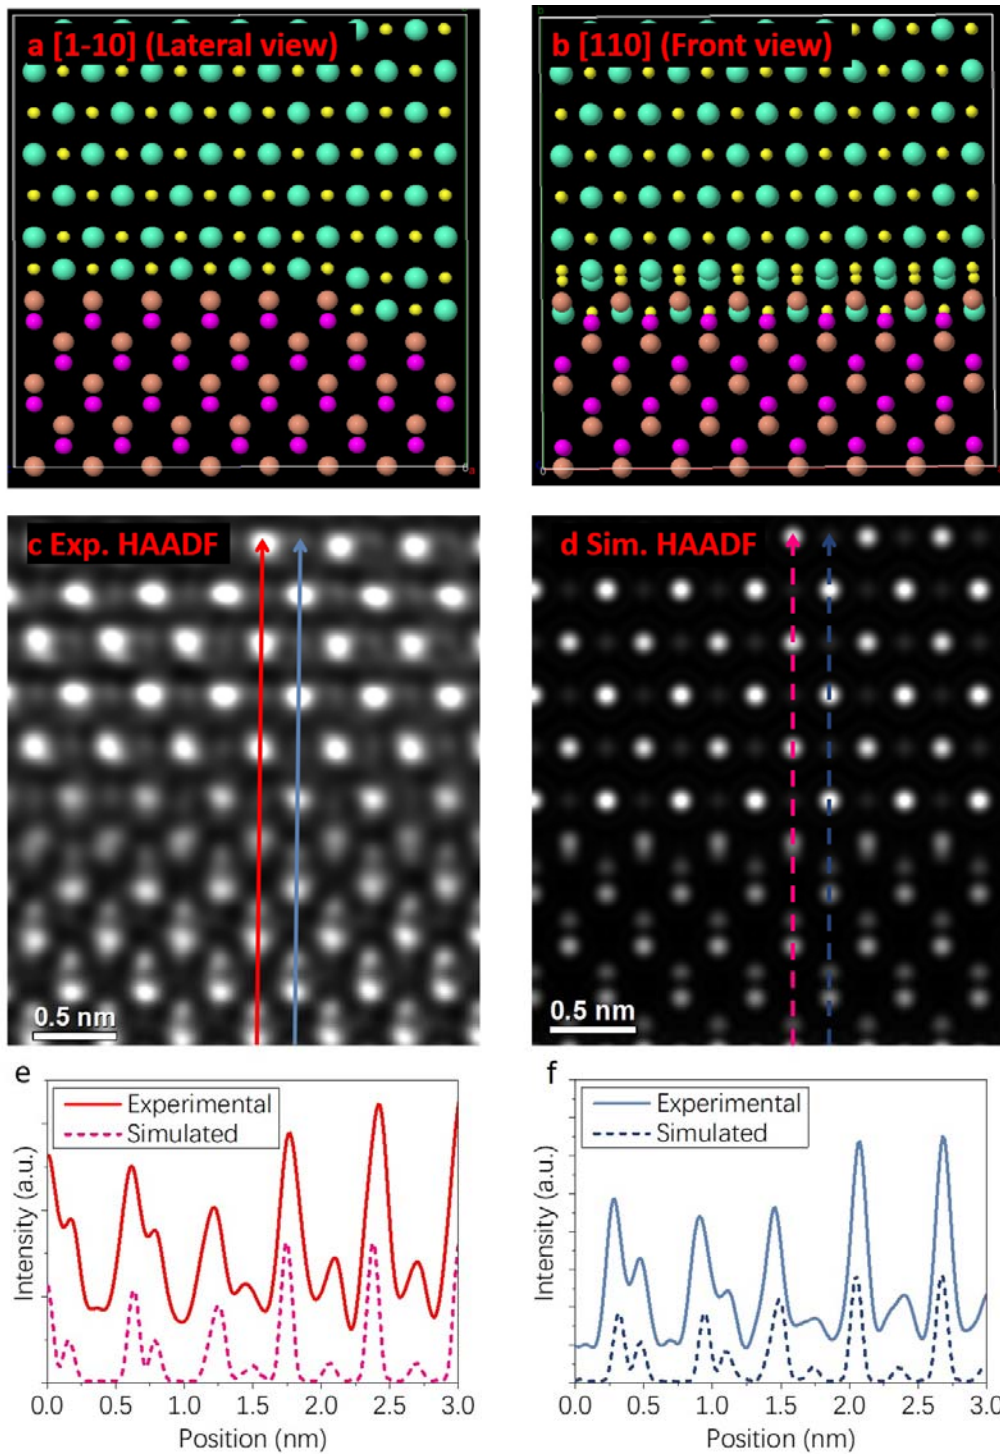 a [1-10] (Lateral view)
b [110] (Front view)
b
0
a
b
0
c Exp. HAADF
d Sim. HAADF
0.5 nm
0.5 nm
e
Experimental
Simulated
Intensity (a.u.)
0.0 0.5 1.0 1.5 2.0 2.5 3.0
Position (nm)
f
Experimental
Simulated
Intensity (a.u.)
0.0 0.5 1.0 1.5 2.0 2.5 3.0
Position (nm)